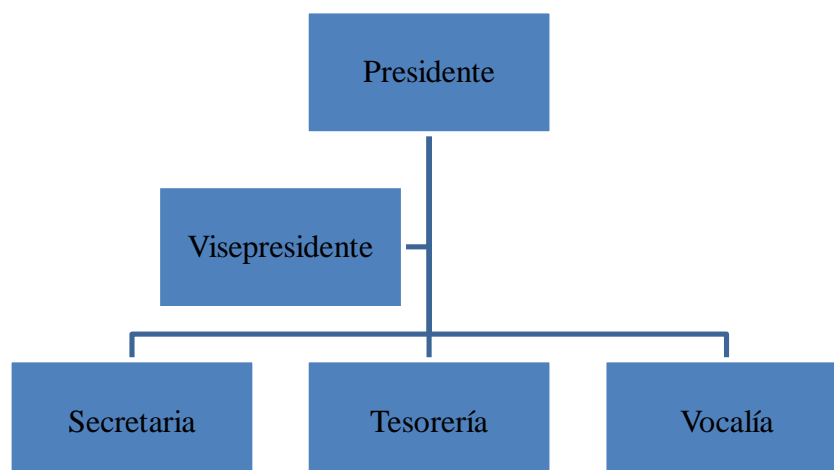 Presidente
Visepresidente
Secretaria
Tesorería
Vocalía